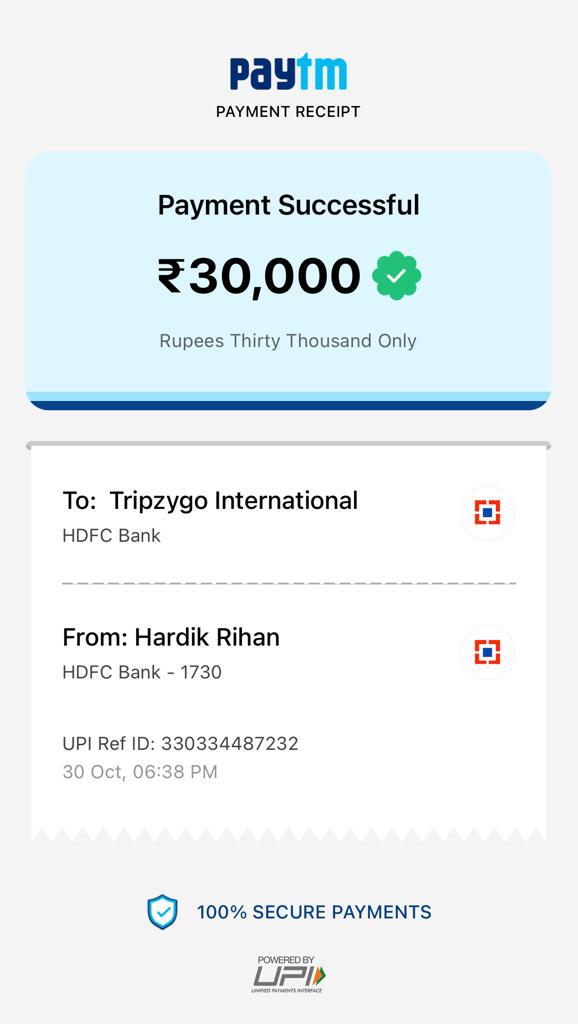 paytm
PAYMENT RECEIPT
Payment Successful
₹30,000
Rupees Thirty Thousand Only
To: Tripzygo International
HDFC Bank
From: Hardik Rihan
HDFC Bank - 1730
UPI Ref ID: 330334487232
30 Oct, 06:38 PM
100% SECURE PAYMENTS
POWERED BY
UPI
UNIFIED PAYMENTS INTERFACE